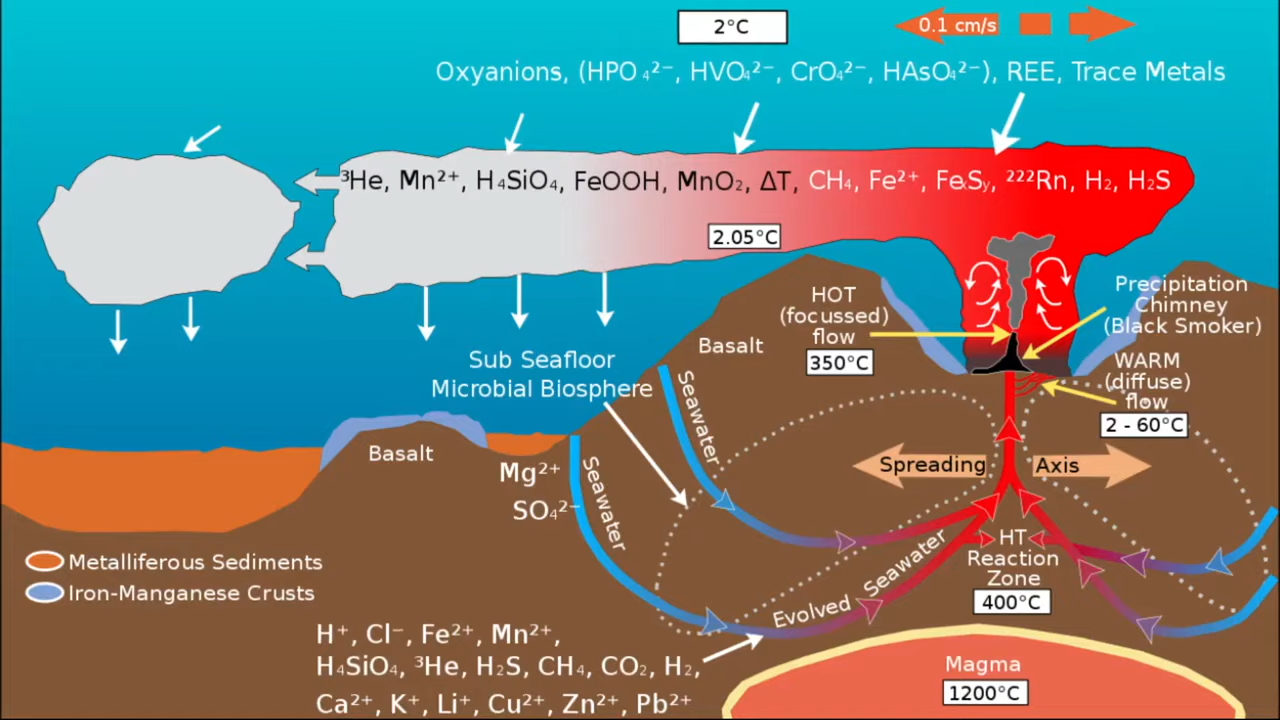 2°C
0.1 cm/s
Oxyanions, (HPO₄²⁻, HVO₄²⁻, CrO₄²⁻, HAsO₄²⁻), REE, Trace Metals
³He, Mn²⁺, H₄SiO₄, FeOOH, MnO₂, ΔT, CH₄, Fe²⁺, FeₓSᵧ, ²²²Rn, H₂, H₂S
2.05°C
HOT
(focussed)
flow
350°C
Precipitation
Chimney
(Black Smoker)
Basalt
WARM
(diffuse)
flow
2 - 60°C
Sub Seafloor
Microbial Biosphere
Seawater
Basalt
Spreading Axis
Mg²⁺
SO₄²⁻
Seawater
HT
Reaction
Zone
400°C
Evolved Seawater
Metalliferous Sediments
Iron-Manganese Crusts
H⁺, Cl⁻, Fe²⁺, Mn²⁺,
H₄SiO₄, ³He, H₂S, CH₄, CO₂, H₂,
Ca²⁺, K⁺, Li⁺, Cu²⁺, Zn²⁺, Pb²⁺
Magma
1200°C